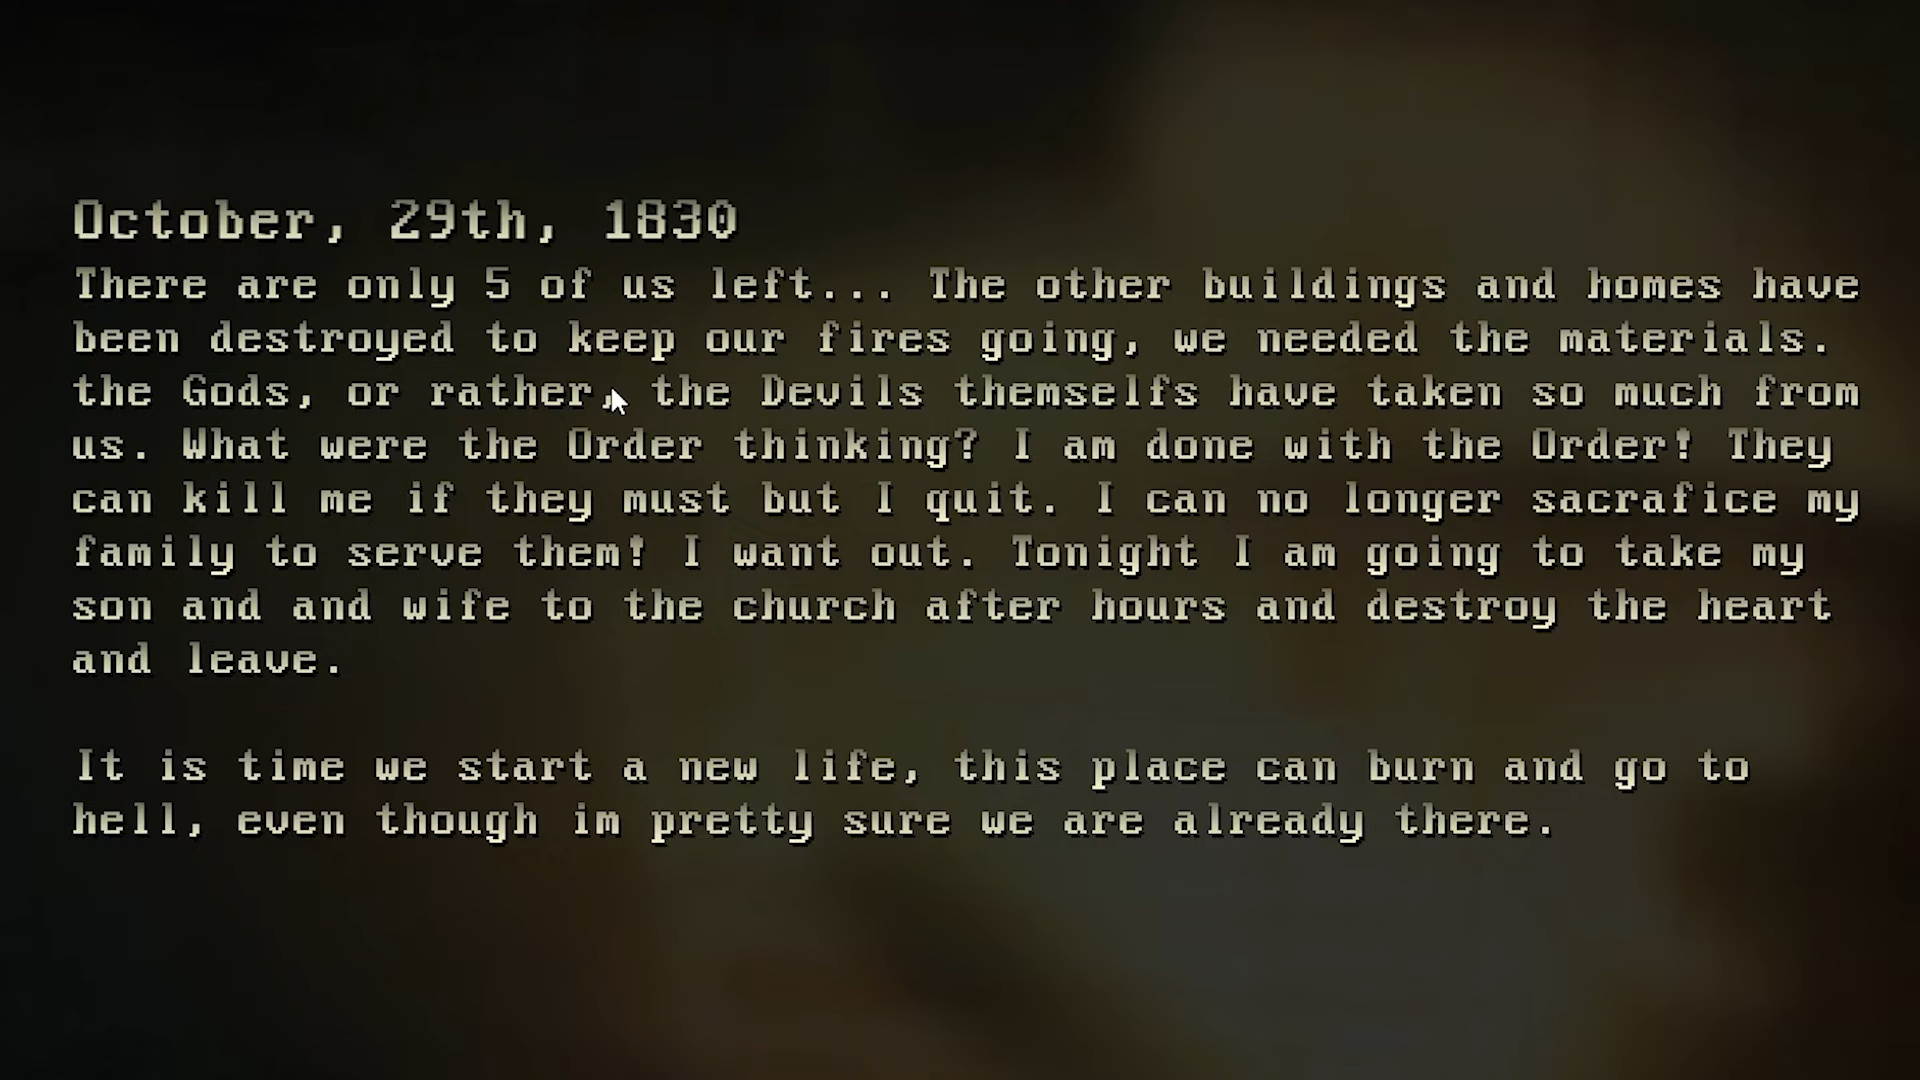 October, 29th, 1830
There are only 5 of us left... The other buildings and homes have
been destroyed to keep our fires going, we needed the materials.
the Gods, or rather, the Devils themselfs have taken so much from
us. What were the Order thinking? I am done with the Order! They
can kill me if they must but I quit. I can no longer sacrafice my
family to serve them! I want out. Tonight I am going to take my
son and and wife to the church after hours and destroy the heart
and leave.
It is time we start a new life, this place can burn and go to
hell, even though im pretty sure we are already there.